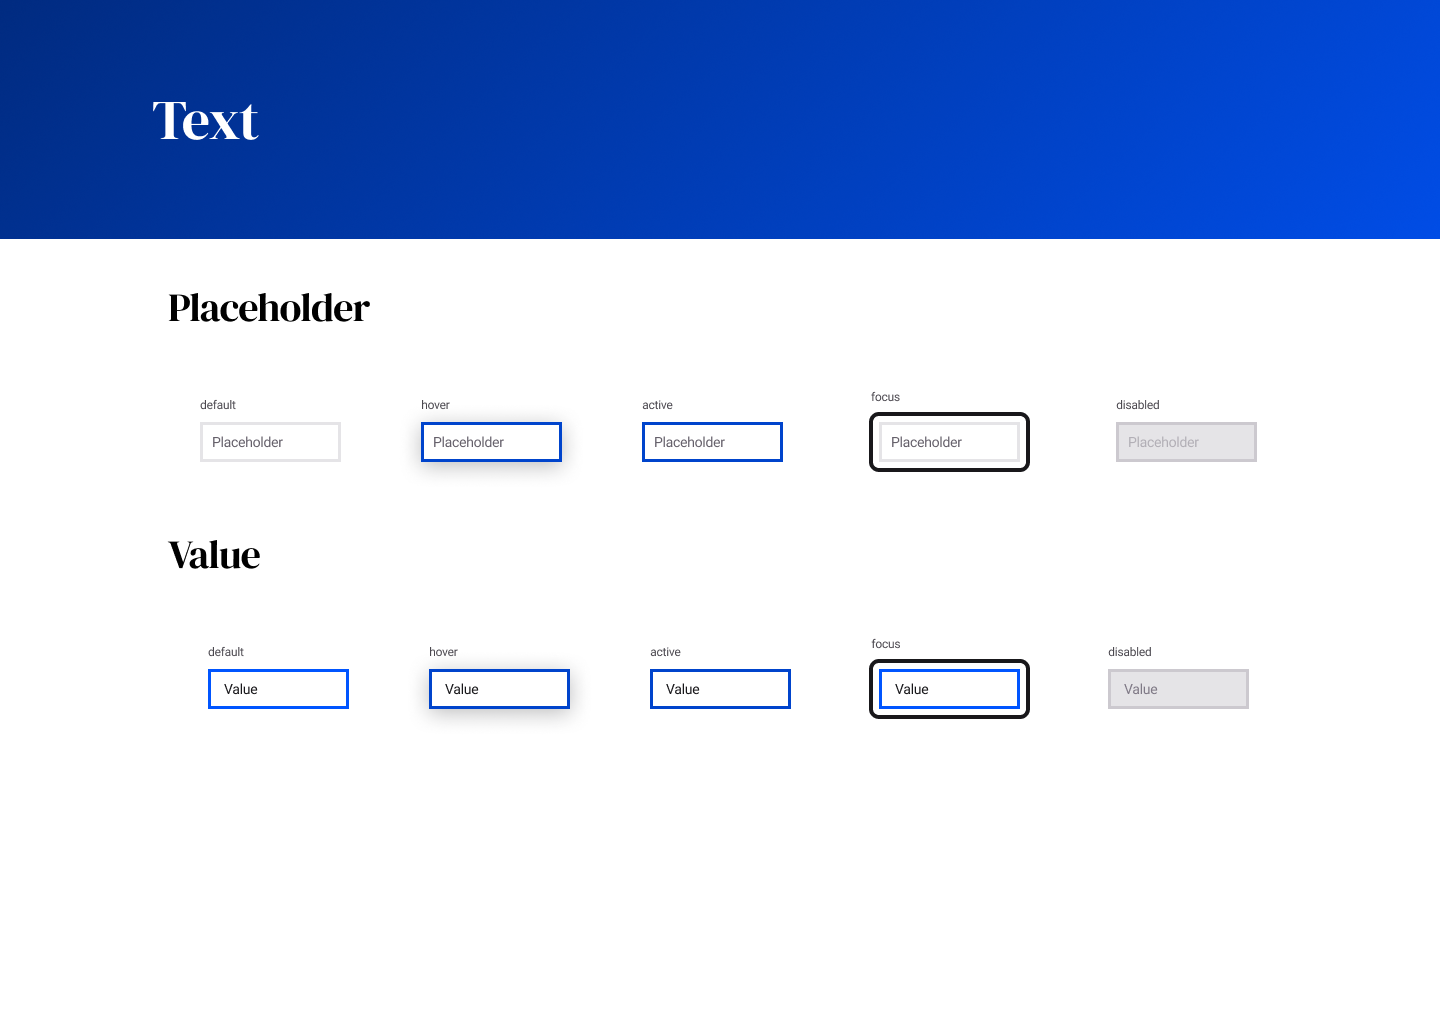 Text
Placeholder
default
hover
active
focus
disabled
Placeholder
Placeholder
Placeholder
Placeholder
Placeholder
Value
default
hover
active
focus
disabled
Value
Value
Value
Value
Value